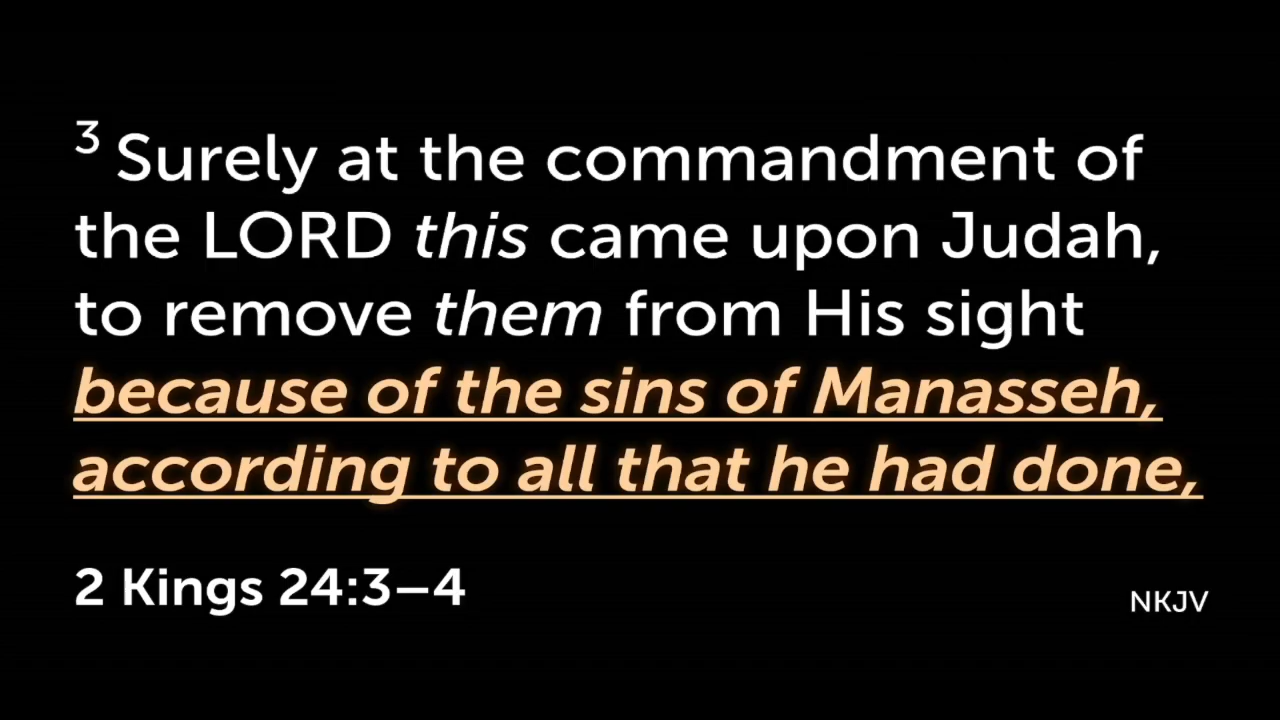 3 Surely at the commandment of
the LORD this came upon Judah,
to remove them from His sight
because of the sins of Manasseh,
according to all that he had done,
2 Kings 24:3–4
NKJV